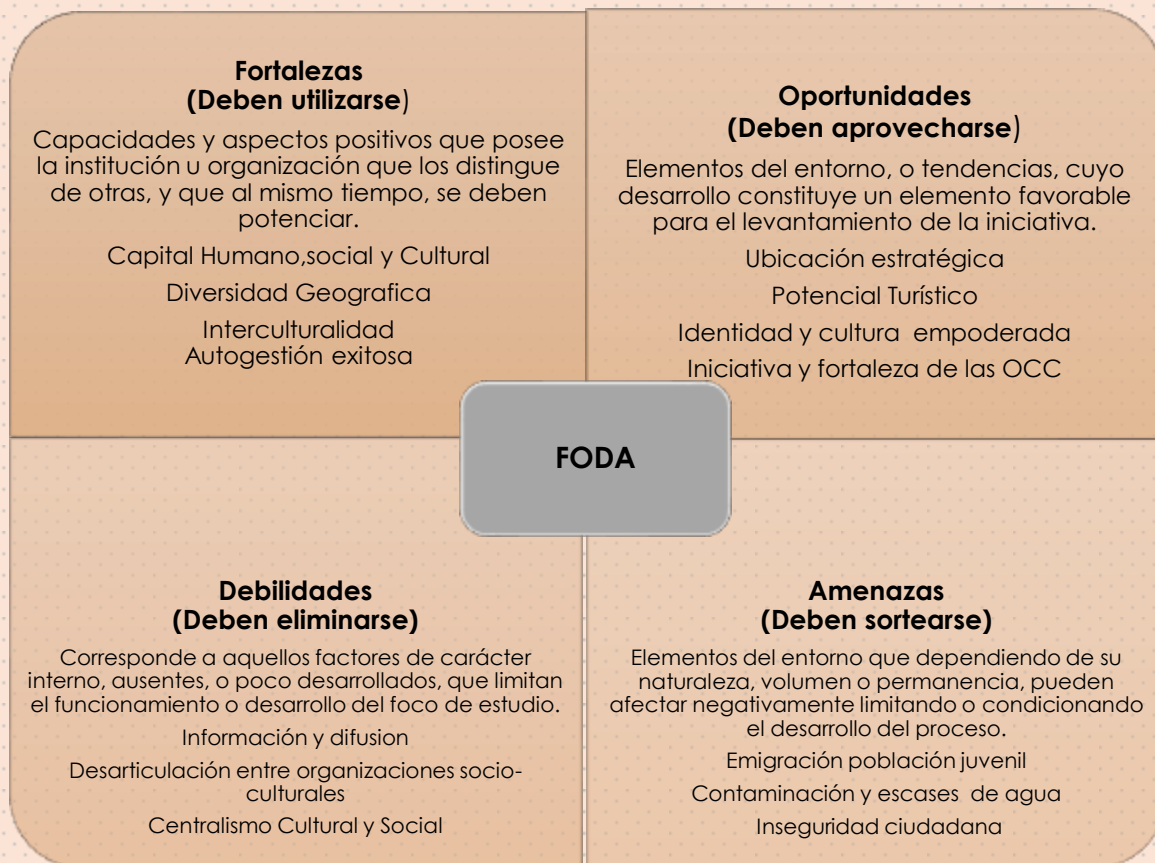 Fortalezas
(Deben utilizarse)
Capacidades y aspectos positivos que posee
la institución u organización que los distingue
de otras, y que al mismo tiempo, se deben
potenciar.
Capital Humano,social y Cultural
Diversidad Geografica
Interculturalidad
Autogestión exitosa
Oportunidades
(Deben aprovecharse)
Elementos del entorno, o tendencias, cuyo
desarrollo constituye un elemento favorable
para el levantamiento de la iniciativa.
Ubicación estratégica
Potencial Turístico
Identidad y cultura empoderada
Iniciativa y fortaleza de las OCC
FODA
Debilidades
(Deben eliminarse)
Corresponde a aquellos factores de carácter
interno, ausentes, o poco desarrollados, que limitan
el funcionamiento o desarrollo del foco de estudio.
Información y difusion
Desarticulación entre organizaciones socio-
culturales
Centralismo Cultural y Social
Amenazas
(Deben sortearse)
Elementos del entorno que dependiendo de su
naturaleza, volumen o permanencia, pueden
afectar negativamente limitando o condicionando
el desarrollo del proceso.
Emigración población juvenil
Contaminación y escases de agua
Inseguridad ciudadana